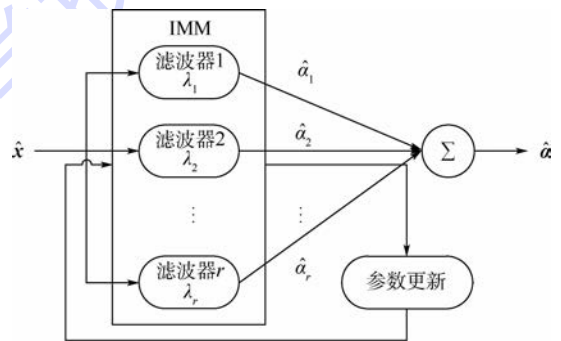 IMM
滤波器1
λ₁
α̂₁
x̂
滤波器2
λ₂
α̂₂
Σ
α̂
⋮
⋮
滤波器r
λᵣ
α̂ᵣ
参数更新